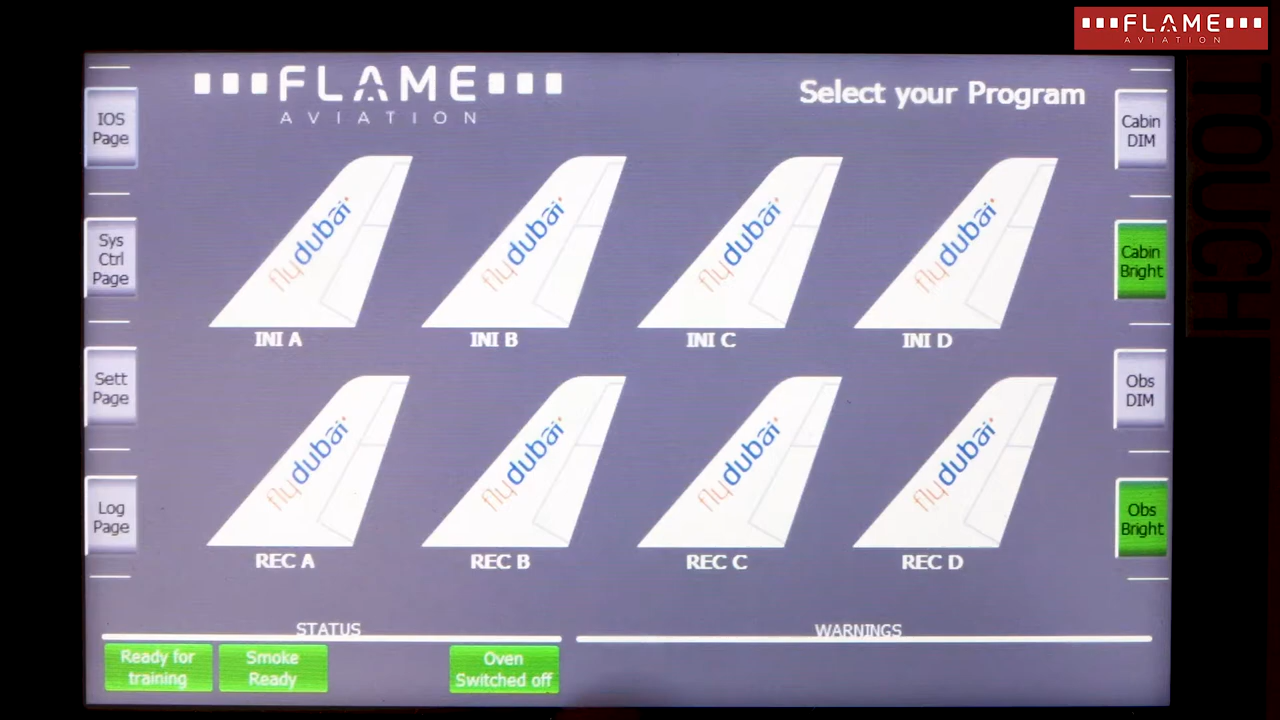 FLAME
AVIATION
FLAME
AVIATION
Select your Program
IOS
Page
Sys
Ctrl
Page
Sett
Page
Log
Page
Cabin
DIM
Cabin
Bright
Obs
DIM
Obs
Bright
flydubai
flydubai
flydubai
flydubai
INI A
INI B
INI C
INI D
flydubai
flydubai
flydubai
flydubai
REC A
REC B
REC C
REC D
STATUS
WARNINGS
Ready for
training
Smoke
Ready
Oven
Switched off
TOUCH